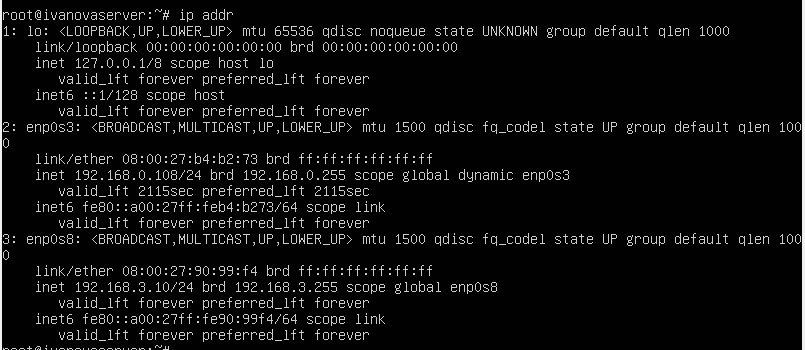 root@ivanovaserver:~# ip addr
1: lo: <LOOPBACK,UP,LOWER_UP> mtu 65536 qdisc noqueue state UNKNOWN group default qlen 1000
    link/loopback 00:00:00:00:00:00 brd 00:00:00:00:00:00
    inet 127.0.0.1/8 scope host lo
       valid_lft forever preferred_lft forever
    inet6 ::1/128 scope host
       valid_lft forever preferred_lft forever
2: enp0s3: <BROADCAST,MULTICAST,UP,LOWER_UP> mtu 1500 qdisc fq_codel state UP group default qlen 100
0
    link/ether 08:00:27:b4:b2:73 brd ff:ff:ff:ff:ff:ff
    inet 192.168.0.108/24 brd 192.168.0.255 scope global dynamic enp0s3
       valid_lft 2115sec preferred_lft 2115sec
    inet6 fe80::a00:27ff:feb4:b273/64 scope link
       valid_lft forever preferred_lft forever
3: enp0s8: <BROADCAST,MULTICAST,UP,LOWER_UP> mtu 1500 qdisc fq_codel state UP group default qlen 100
0
    link/ether 08:00:27:90:99:f4 brd ff:ff:ff:ff:ff:ff
    inet 192.168.3.10/24 brd 192.168.3.255 scope global enp0s8
       valid_lft forever preferred_lft forever
    inet6 fe80::a00:27ff:fe90:99f4/64 scope link
       valid_lft forever preferred_lft forever
root@ivanovaserver:~#